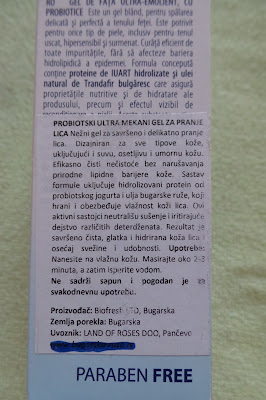 RO GEL DE FAȚĂ ULTRA-EMOLIENT, CU
PROBIOTICE Este un gel blând, pentru spălarea
delicată și perfectă a tenului feței. Este potrivit
pentru orice tip de piele, inclusiv pentru tenul
uscat, hipersensibil și surmenat. Curăță eficient de
toate impuritățile, fără să afecteze bariera
hidrolipidică a epidermei. Formula concepută
conține proteine de IUART hidrolizate și ulei
natural de Trandafir bulgăresc care asigură
proprietățile nutritive și de hidratare ale
produsului, precum și efectul vizibil de
PROBIOTSKI ULTRA MEKANI GEL ZA PRANJE
LICA Nežni gel za savršeno i delikatno pranje
lica. Dizajniran za sve tipove kože,
uključujući i suvu, osetljivu i umornu kožu.
Efikasno čisti nečistoće bez narušavanja
prirodne lipidne barijere kože. Sastav
formule uključuje hidrolizovani protein od
probiotskog jogurta i ulja bugarske ruže, koji
hrani i obezbeđuje vlažnost koži lica. Ovi
aktivni sastojci neutrališu sušenje i iritirajuće
dejstvo različitih deterdženata. Rezultat je
savršeno čista, glatka i hidrirana koža lica i
osećaj svežine i udobnosti. Upotreba:
Nanesite na vlažnu kožu. Masirajte oko 2-3
minuta, a zatim isperite vodom.
Ne sadrži sapun i pogodan je za
svakodnevnu upotrebu.
Proizvođač: Biofresh LTD, Bugarska
Zemlja porekla: Bugarska
Uvoznik: LAND OF ROSES DOO, Pančevo
PARABEN FREE